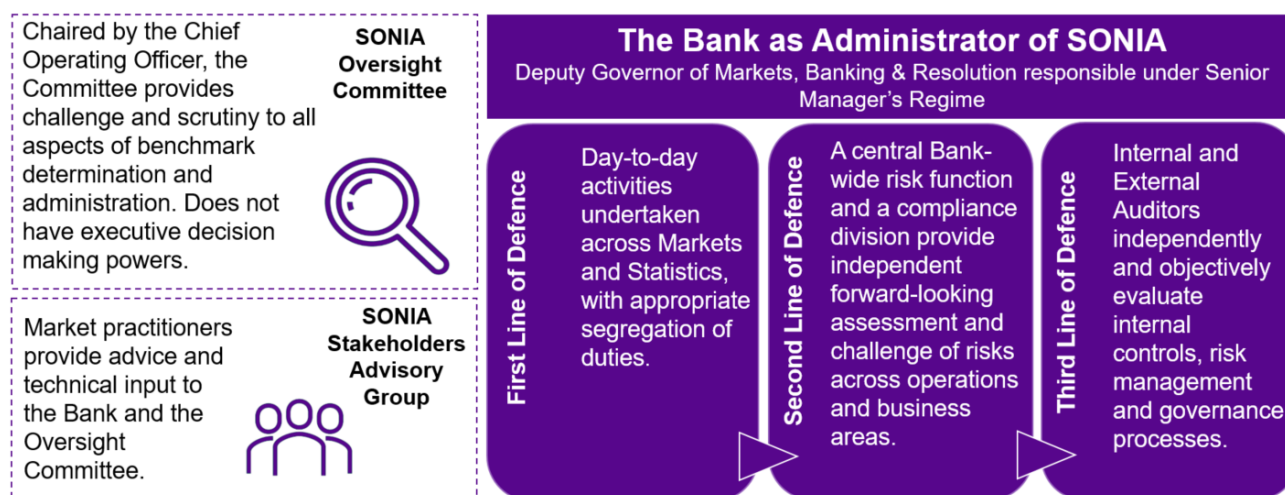 Chaired by the Chief
Operating Officer, the
Committee provides
challenge and scrutiny to all
aspects of benchmark
determination and
administration. Does not
have executive decision
making powers.
SONIA
Oversight
Committee
Market practitioners
provide advice and
technical input to
the Bank and the
Oversight
Committee.
SONIA
Stakeholders
Advisory
Group
The Bank as Administrator of SONIA
Deputy Governor of Markets, Banking & Resolution responsible under Senior
Manager's Regime
First Line of Defence
Day-to-day
activities
undertaken
across Markets
and Statistics,
with appropriate
segregation of
duties.
Second Line of Defence
A central Bank-
wide risk function
and a compliance
division provide
independent
forward-looking
assessment and
challenge of risks
across operations
and business
areas.
Third Line of Defence
Internal and
External
Auditors
independently
and objectively
evaluate
internal
controls, risk
management
and governance
processes.